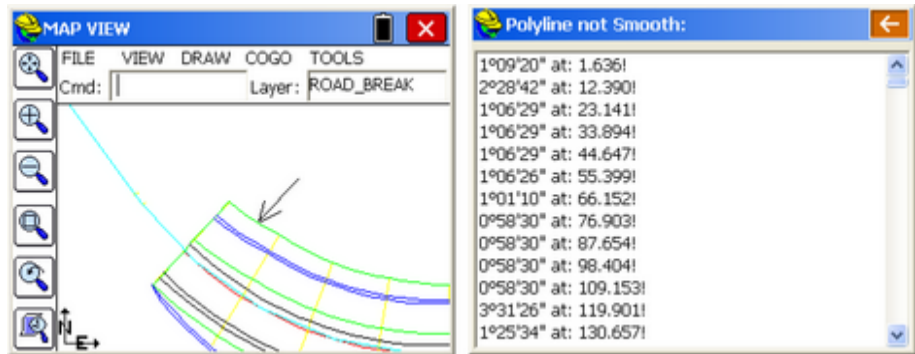 MAP VIEW
FILE VIEW DRAW COGO TOOLS
Cmd: Layer: ROAD_BREAK
N
E
Polyline not Smooth:
1°09'20" at: 1.636!
2°28'42" at: 12.390!
1°06'29" at: 23.141!
1°06'29" at: 33.894!
1°06'29" at: 44.647!
1°06'26" at: 55.399!
1°01'10" at: 66.152!
0°58'30" at: 76.903!
0°58'30" at: 87.654!
0°58'30" at: 98.404!
0°58'30" at: 109.153!
3°31'26" at: 119.901!
1°25'34" at: 130.657!